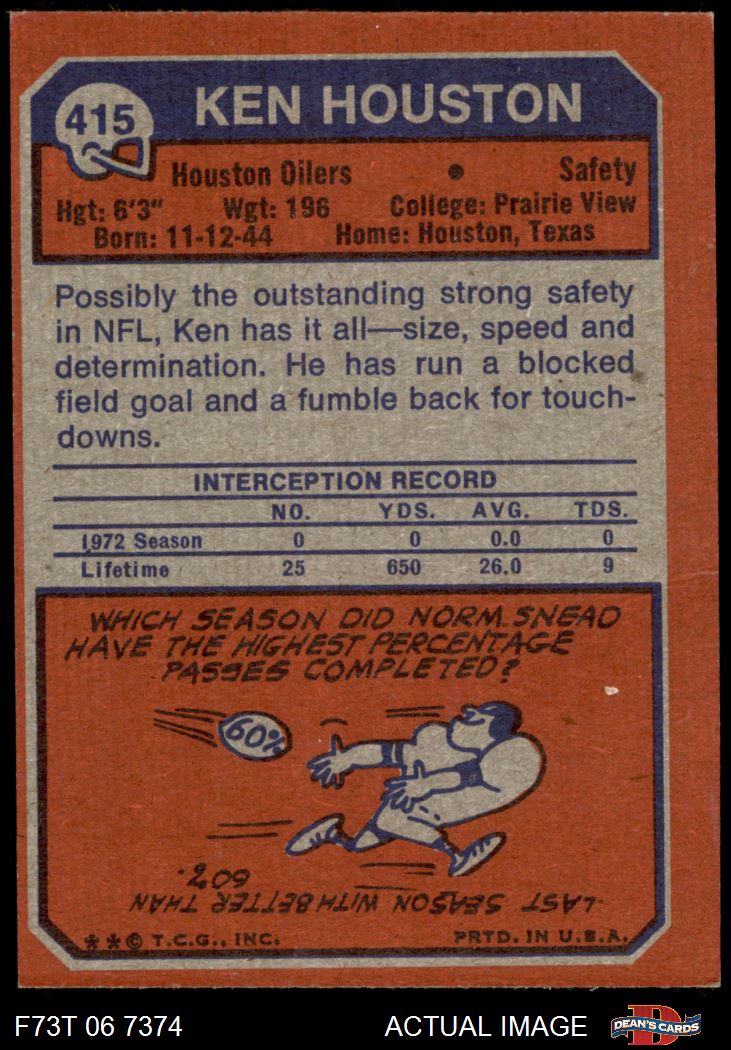 415
KEN HOUSTON
Houston Oilers • Safety
Hgt: 6'3" Wgt: 196 College: Prairie View
Born: 11-12-44 Home: Houston, Texas
Possibly the outstanding strong safety
in NFL, Ken has it all—size, speed and
determination. He has run a blocked
field goal and a fumble back for touch-
downs.
INTERCEPTION RECORD
NO. YDS. AVG. TDS.
1972 Season 0 0 0.0 0
Lifetime 25 650 26.0 9
WHICH SEASON DID NORM SNEAD
HAVE THE HIGHEST PERCENTAGE
PASSES COMPLETED?
60%
LAST SEASON WITH BETTER THAN
60%.
**© T.C.G., INC. PRTD. IN U.S.A.
F73T 06 7374 ACTUAL IMAGE
D
DEAN'S CARDS